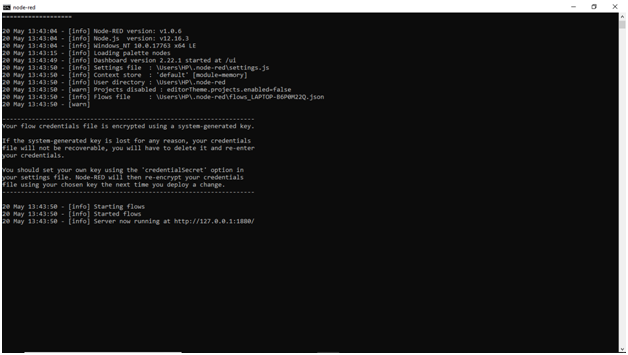 node-red
===================
20 May 13:43:04 - [info] Node-RED version: v1.0.6
20 May 13:43:04 - [info] Node.js  version: v12.16.3
20 May 13:43:04 - [info] Windows_NT 10.0.17763 x64 LE
20 May 13:43:15 - [info] Loading palette nodes
20 May 13:43:49 - [info] Dashboard version 2.22.1 started at /ui
20 May 13:43:50 - [info] Settings file  : \Users\HP\.node-red\settings.js
20 May 13:43:50 - [info] Context store  : 'default' [module=memory]
20 May 13:43:50 - [info] User directory : \Users\HP\.node-red
20 May 13:43:50 - [warn] Projects disabled : editorTheme.projects.enabled=false
20 May 13:43:50 - [info] Flows file     : \Users\HP\.node-red\flows_LAPTOP-B6P0M22Q.json
20 May 13:43:50 - [warn]
---------------------------------------------------------------------
Your flow credentials file is encrypted using a system-generated key.
If the system-generated key is lost for any reason, your credentials
file will not be recoverable, you will have to delete it and re-enter
your credentials.
You should set your own key using the 'credentialSecret' option in
your settings file. Node-RED will then re-encrypt your credentials
file using your chosen key the next time you deploy a change.
---------------------------------------------------------------------
20 May 13:43:50 - [info] Starting flows
20 May 13:43:50 - [info] Started flows
20 May 13:43:50 - [info] Server now running at http://127.0.0.1:1880/